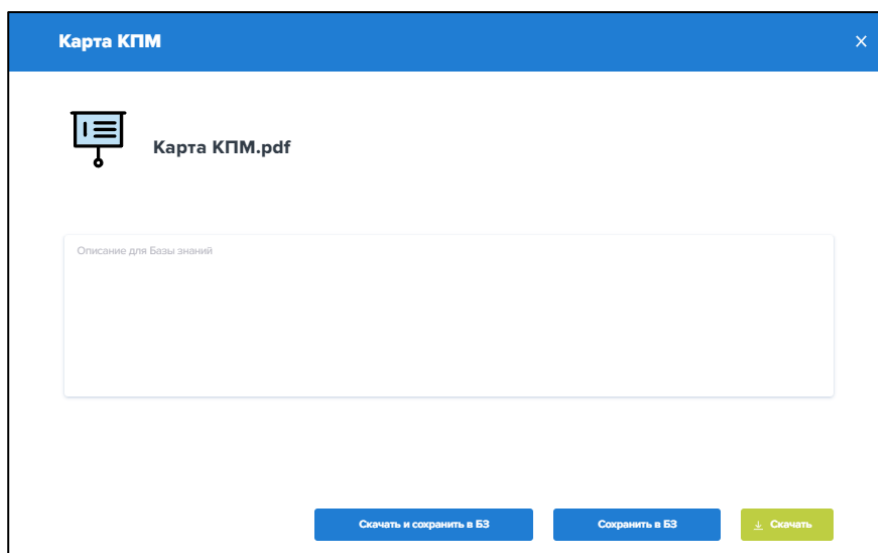 Карта КПМ
Карта КПМ.pdf
Описание для Базы знаний
Скачать и сохранить в БЗ
Сохранить в БЗ
Скачать